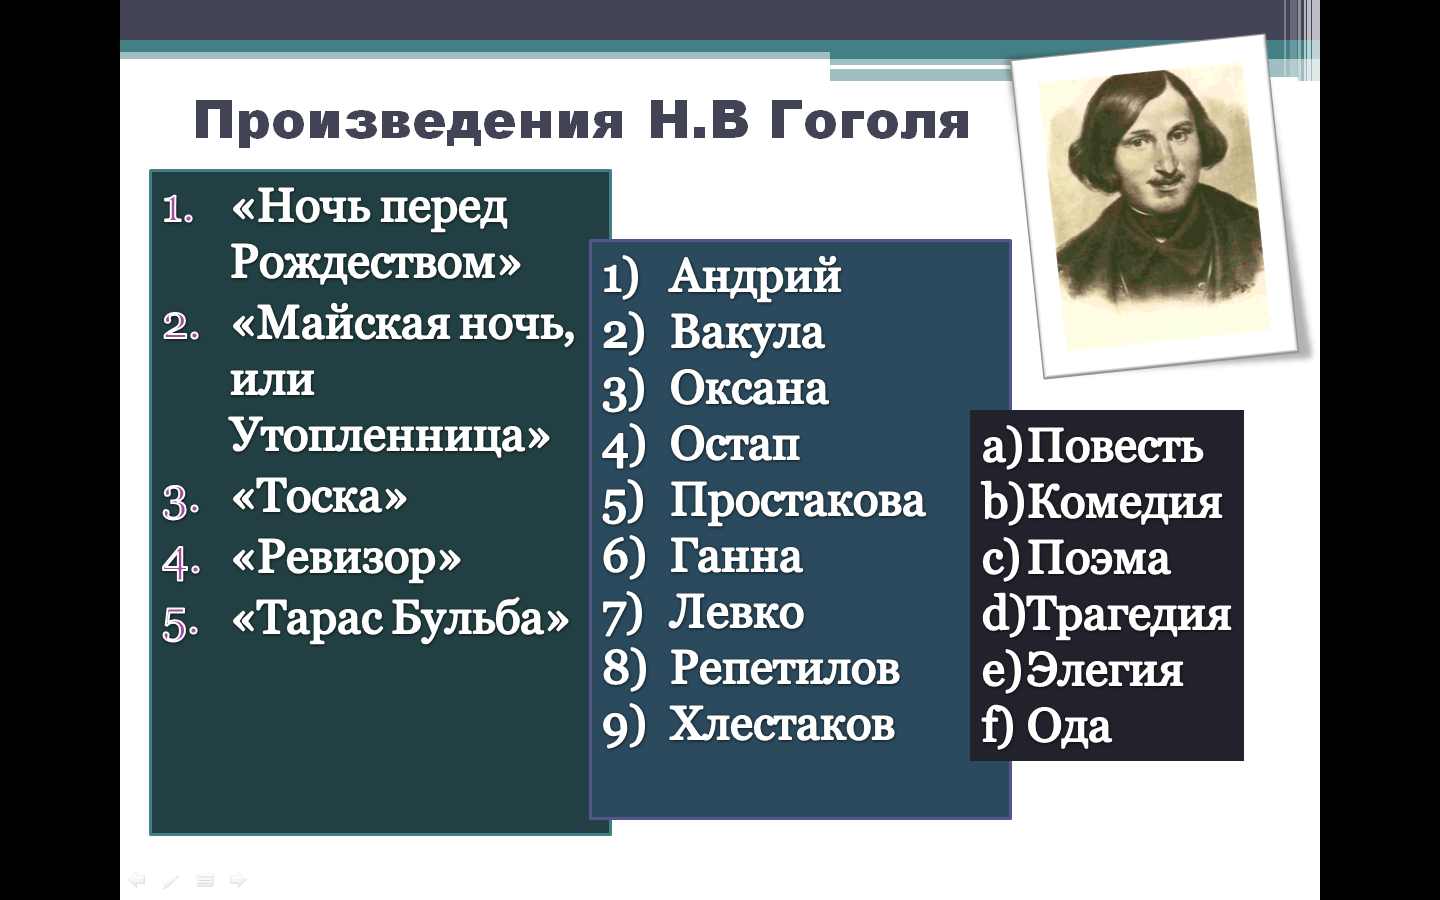 Произведения Н.В Гоголя
1. «Ночь перед
Рождеством»
2. «Майская ночь,
или
Утопленница»
3. «Тоска»
4. «Ревизор»
5. «Тарас Бульба»
1) Андрий
2) Вакула
3) Оксана
4) Остап
5) Простакова
6) Ганна
7) Левко
8) Репетилов
9) Хлестаков
a) Повесть
b) Комедия
c) Поэма
d) Трагедия
e) Элегия
f) Ода